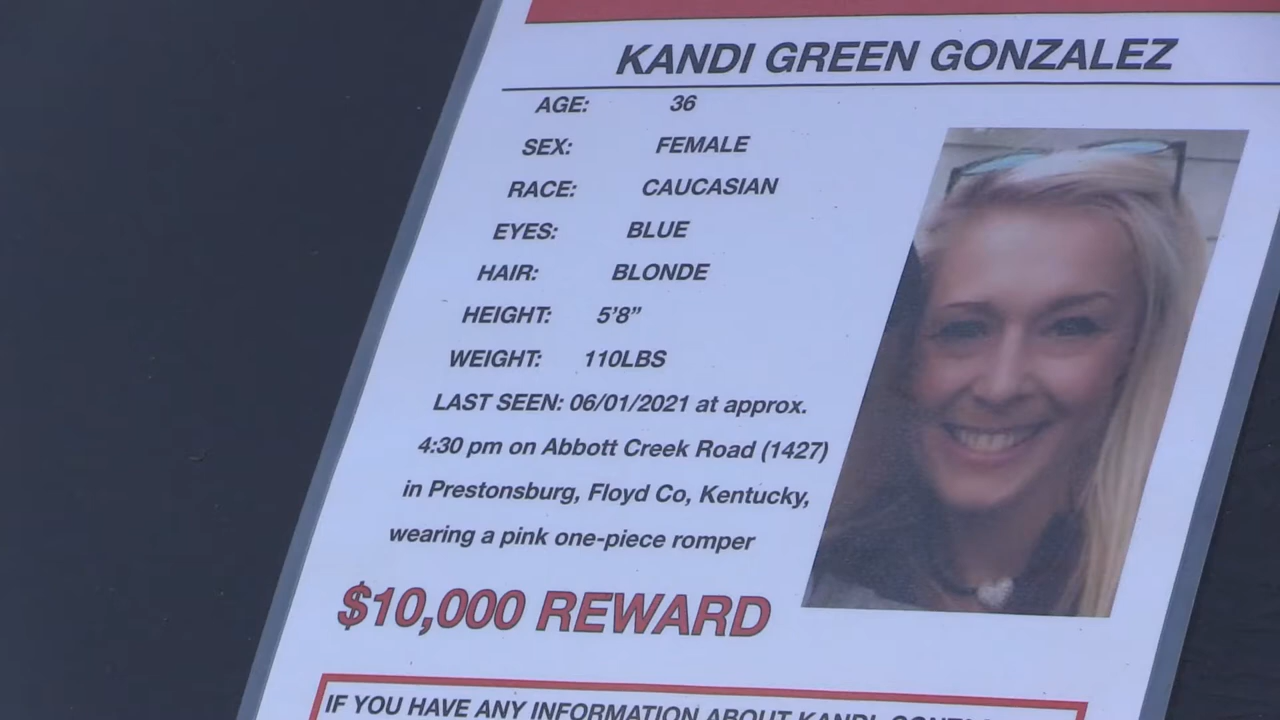 KANDI GREEN GONZALEZ
AGE: 36
SEX: FEMALE
RACE: CAUCASIAN
EYES: BLUE
HAIR: BLONDE
HEIGHT: 5'8”
WEIGHT: 110LBS
LAST SEEN: 06/01/2021 at approx.
4:30 pm on Abbott Creek Road (1427)
in Prestonsburg, Floyd Co, Kentucky,
wearing a pink one-piece romper
$10,000 REWARD
IF YOU HAVE ANY INFORMATION ABOUT KANDI